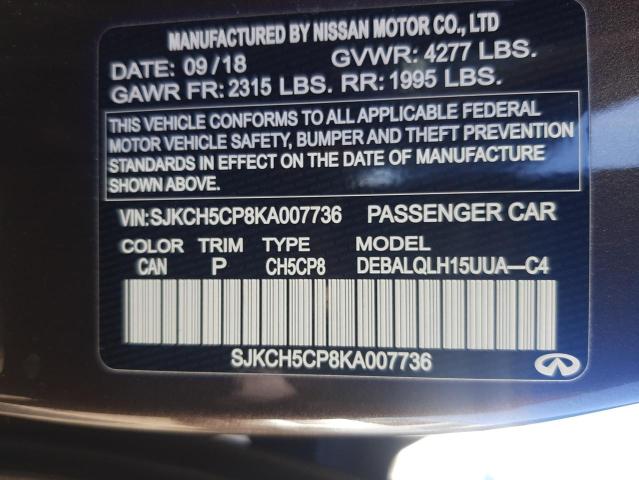 MANUFACTURED BY NISSAN MOTOR CO., LTD
DATE: 09/18 GVWR: 4277 LBS.
GAWR FR: 2315 LBS. RR: 1995 LBS.
THIS VEHICLE CONFORMS TO ALL APPLICABLE FEDERAL
MOTOR VEHICLE SAFETY, BUMPER AND THEFT PREVENTION
STANDARDS IN EFFECT ON THE DATE OF MANUFACTURE
SHOWN ABOVE.
VIN:SJKCH5CP8KA007736 PASSENGER CAR
COLOR TRIM TYPE
CAN P CH5CP8 DEBALQLH15UUA—C4
SJKCH5CP8KA007736